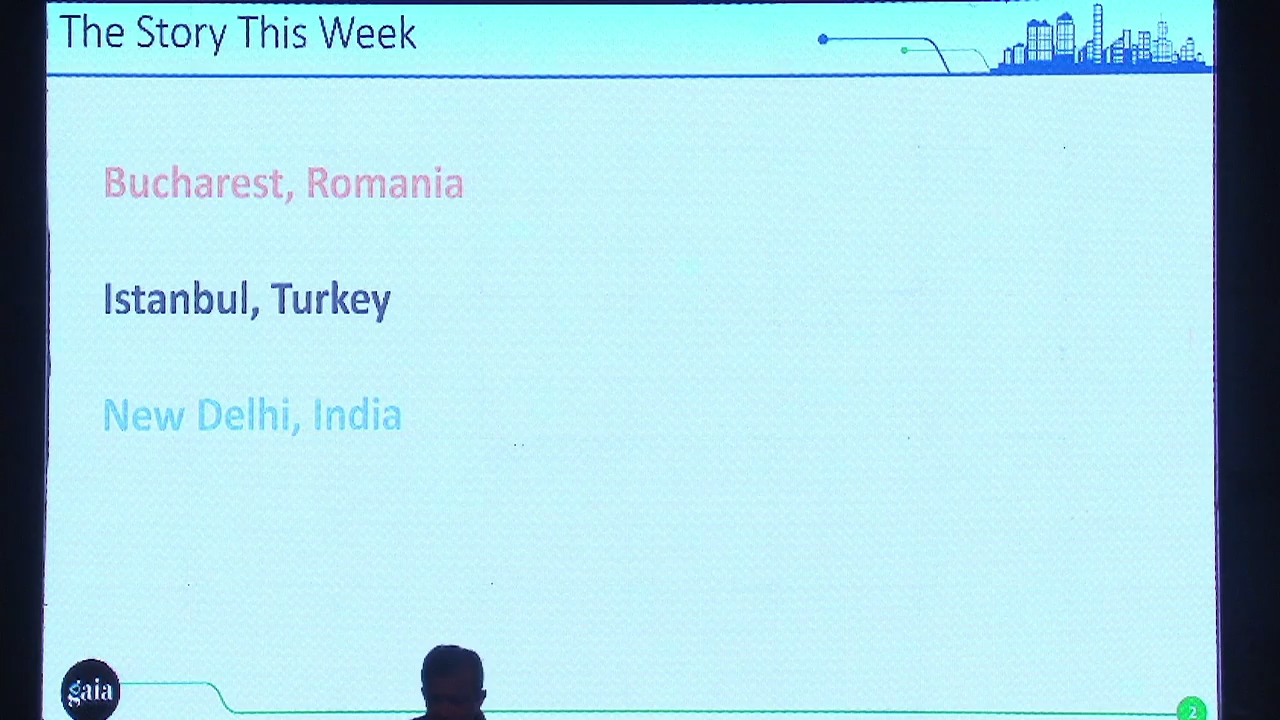 The Story This Week
Bucharest, Romania
Istanbul, Turkey
New Delhi, India
gaia
2